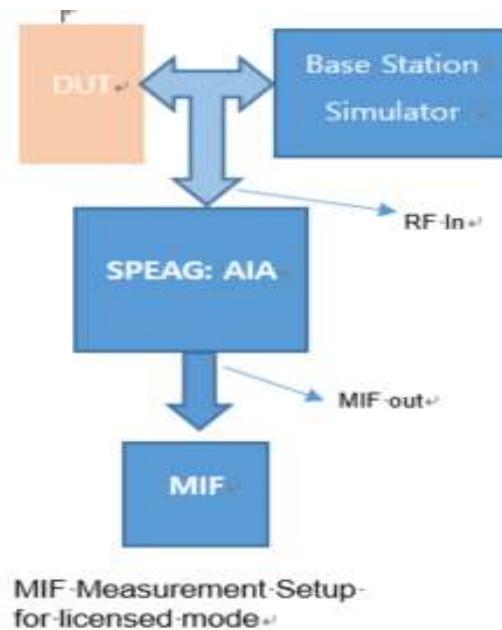 DUT
Base Station
Simulator
RF In
SPEAG: AIA
MIF out
MIF
MIF Measurement Setup
for licensed mode